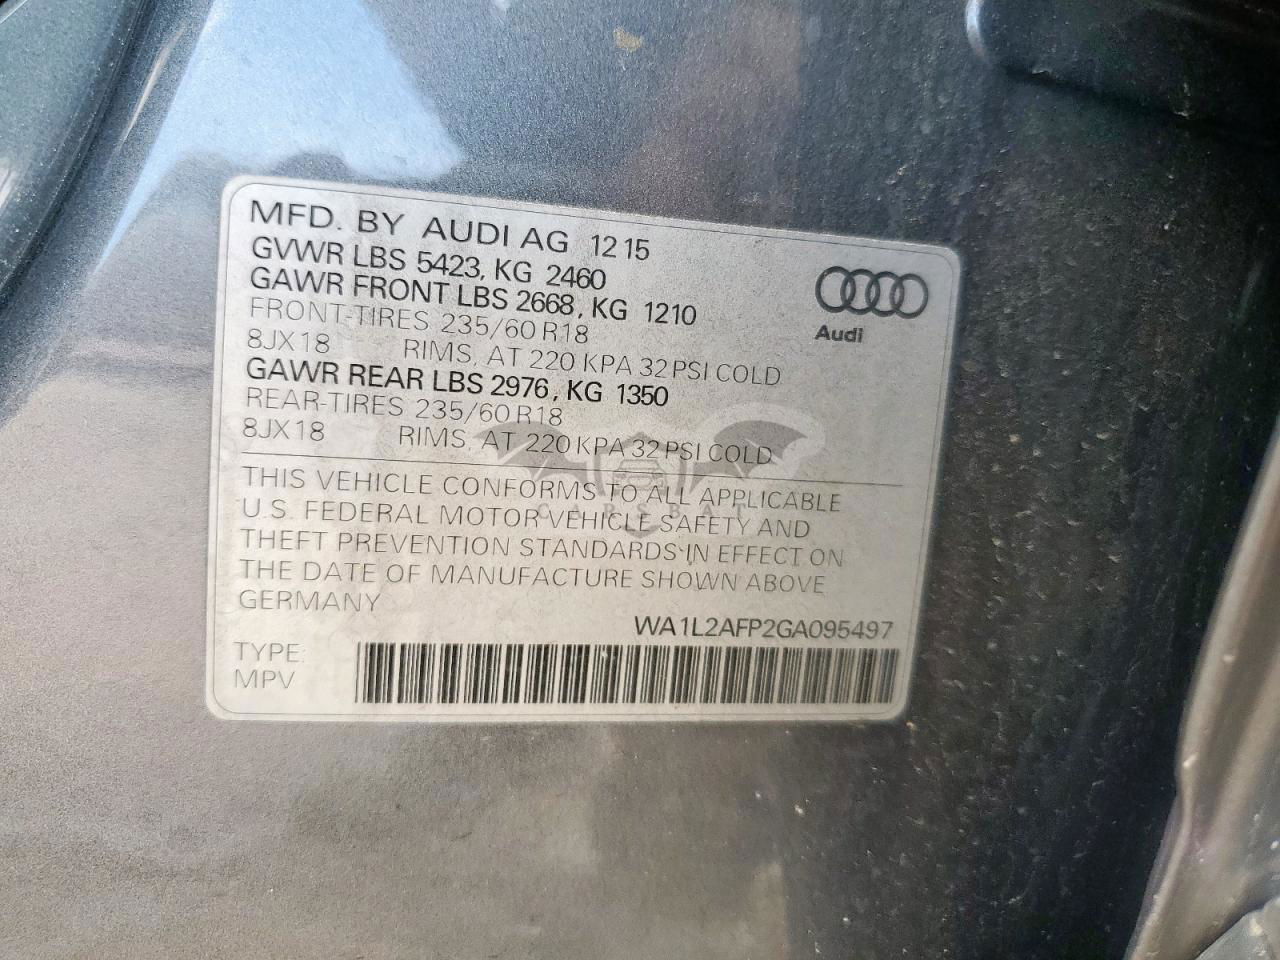 MFD. BY AUDI AG 12 15
GVWR LBS 5423, KG 2460
GAWR FRONT LBS 2668, KG 1210
FRONT-TIRES 235/60 R18
8JX18 RIMS, AT 220 KPA 32 PSI COLD
GAWR REAR LBS 2976, KG 1350
REAR-TIRES 235/60 R18
8JX18 RIMS, AT 220 KPA 32 PSI COLD
Audi
THIS VEHICLE CONFORMS TO ALL APPLICABLE
U.S. FEDERAL MOTOR VEHICLE SAFETY AND
THEFT PREVENTION STANDARDS IN EFFECT ON
THE DATE OF MANUFACTURE SHOWN ABOVE
GERMANY
WA1L2AFP2GA095497
TYPE:
MPV
CARSBAT